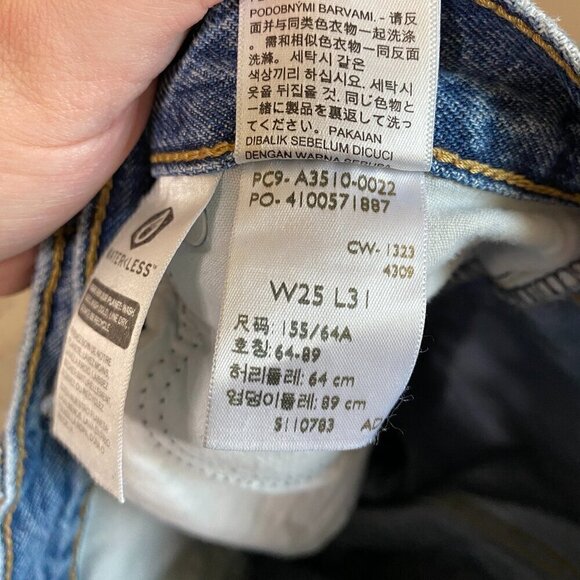 PODOBNÝMI BARVAMI. - 请反
面并与同类色衣物一起洗涤
。需和相似色衣物一同反面
洗滌。세탁시 같은
색상끼리 하십시요. 세탁시
옷을 뒤집을 것. 同じ色物と
一緒に製品を裏返して洗っ
てください。PAKAIAN
DIBALIK SEBELUM DICUCI
DENGAN WARNA SERUPA
PC9- A3510-0022
PO- 4100571887
CW- 1323
4309
W25 L31
尺码: 155/64A
호칭: 64-89
허리둘레: 64 cm
엉덩이둘레: 89 cm
S110783
WATER<LESS™